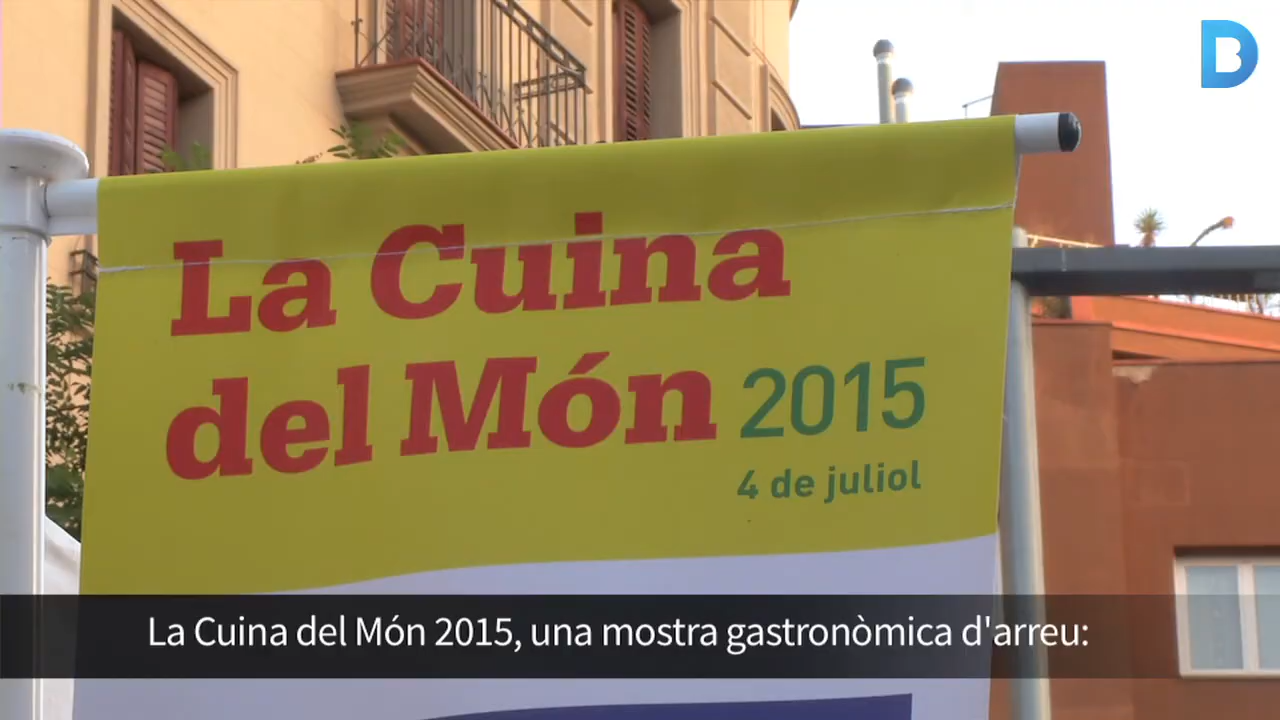 B
La Cuina
del Món 2015
4 de juliol
La Cuina del Món 2015, una mostra gastronòmica d'arreu: